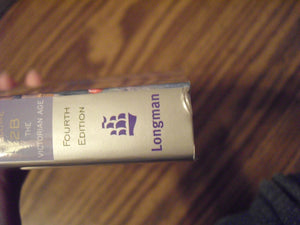 2B
THE
VICTORIAN AGE
FOURTH
EDITION
Longman